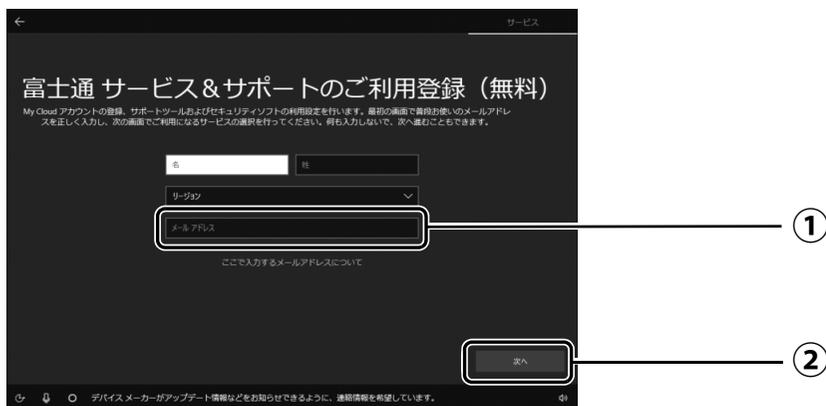 サービス
富士通 サービス&サポートのご利用登録(無料)
My Cloud アカウントの登録、サポートツールおよびセキュリティソフトの利用設定を行います。最初の画面で普段お使いのメールアドレ
スを正しく入力し、次の画面でご利用になるサービスの選択を行ってください。何も入力しないで、次へ進むこともできます。
名 姓
リージョン
メール アドレス
①
ここで入力するメールアドレスについて
次へ
②
デバイス メーカーがアップデート情報などをお知らせできるように、連絡情報を希望しています。